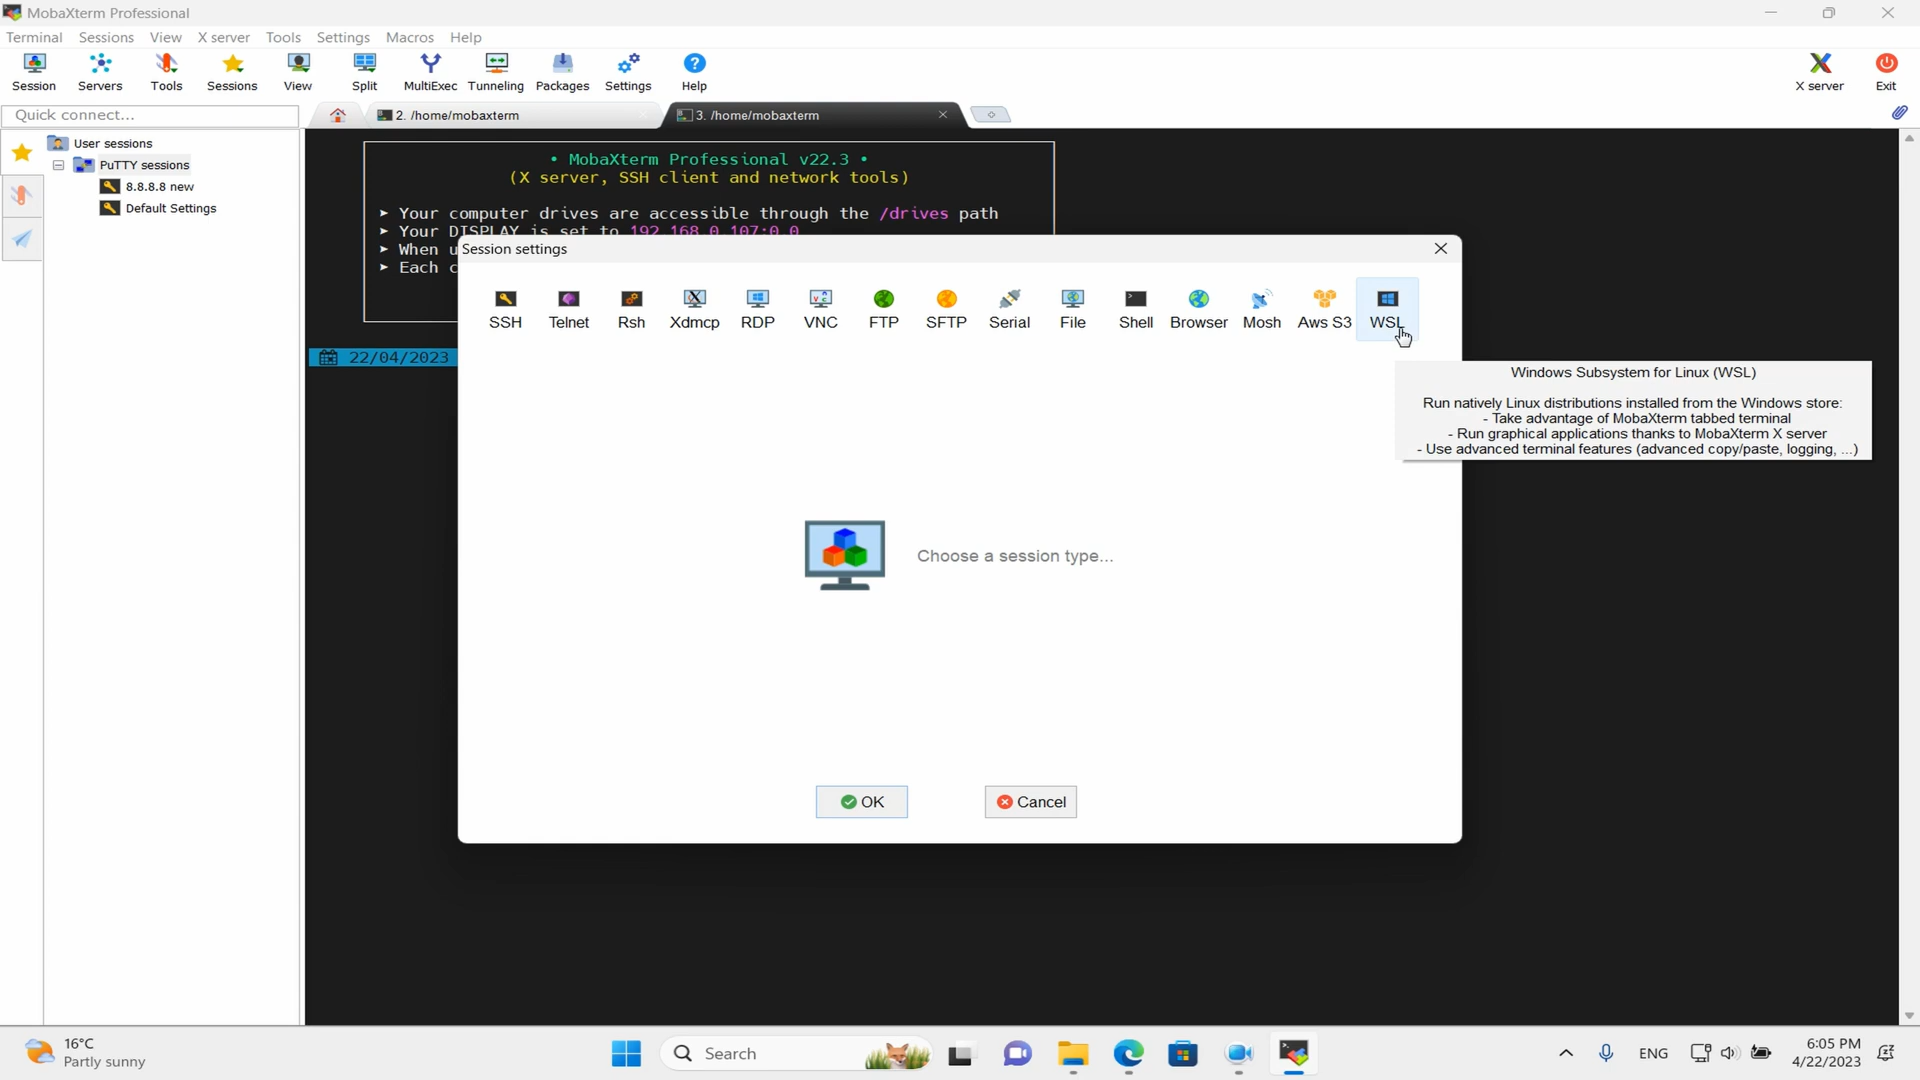 MobaXterm Professional
Terminal Sessions View X server Tools Settings Macros Help
Session Servers Tools Sessions View Split MultiExec Tunneling Packages Settings Help X server Exit
Quick connect...
2. /home/mobaxterm
3. /home/mobaxterm
User sessions
PuTTY sessions
8.8.8.8 new
Default Settings
• MobaXterm Professional v22.3 •
(X server, SSH client and network tools)
➤ Your computer drives are accessible through the /drives path
➤ Your DISPLAY is set to 192.168.0.107:0.0
➤ When
➤ Each
22/04/2023
Session settings
SSH Telnet Rsh Xdmcp RDP VNC FTP SFTP Serial File Shell Browser Mosh Aws S3 WSL
Windows Subsystem for Linux (WSL)
Run natively Linux distributions installed from the Windows store:
- Take advantage of MobaXterm tabbed terminal
- Run graphical applications thanks to MobaXterm X server
- Use advanced terminal features (advanced copy/paste, logging, ...)
Choose a session type...
OK
Cancel
16°C
Partly sunny
Search
ENG
6:05 PM
4/22/2023